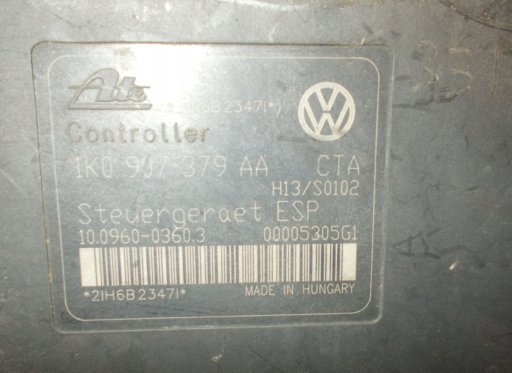 Ate
Controller
1K0 907 379 AA CTA
H13/S0102
Steuergeraet ESP
10.0960-0360.3 00005305G1
*21H6B2347I*
MADE IN HUNGARY